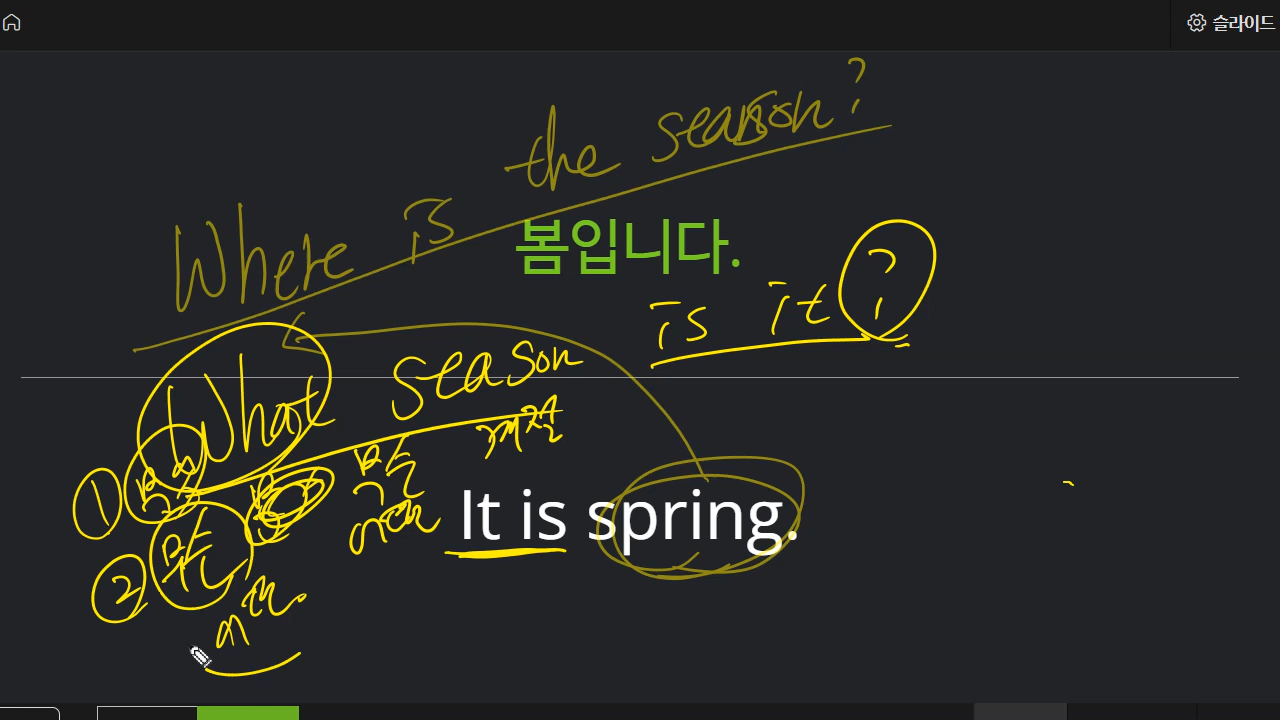 슬라이드
Where is the season?
봄입니다.
What season is it?
계절
① 무엇
② 무슨
어떤
It is spring.